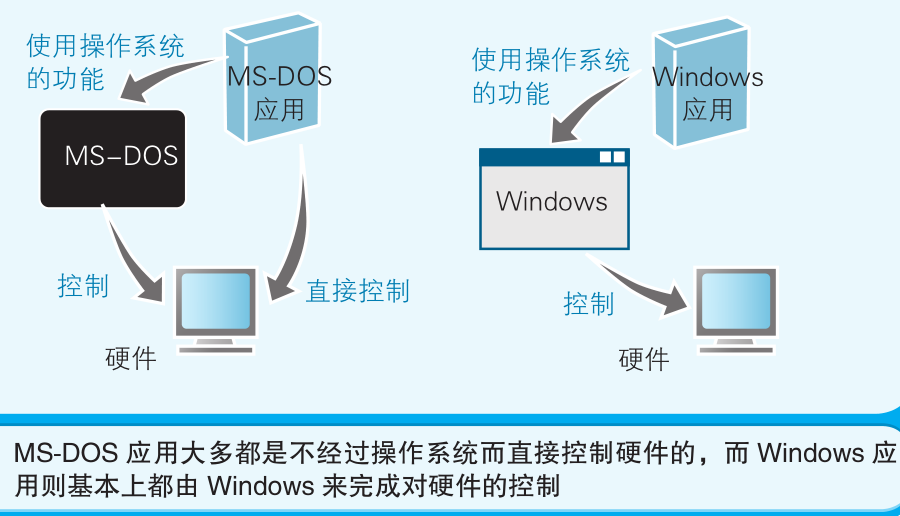 使用操作系统
的功能
MS-DOS
应用
MS–DOS
控制
直接控制
硬件
使用操作系统
的功能
Windows
应用
Windows
控制
硬件
MS-DOS 应用大多都是不经过操作系统而直接控制硬件的，而 Windows 应
用则基本上都由 Windows 来完成对硬件的控制